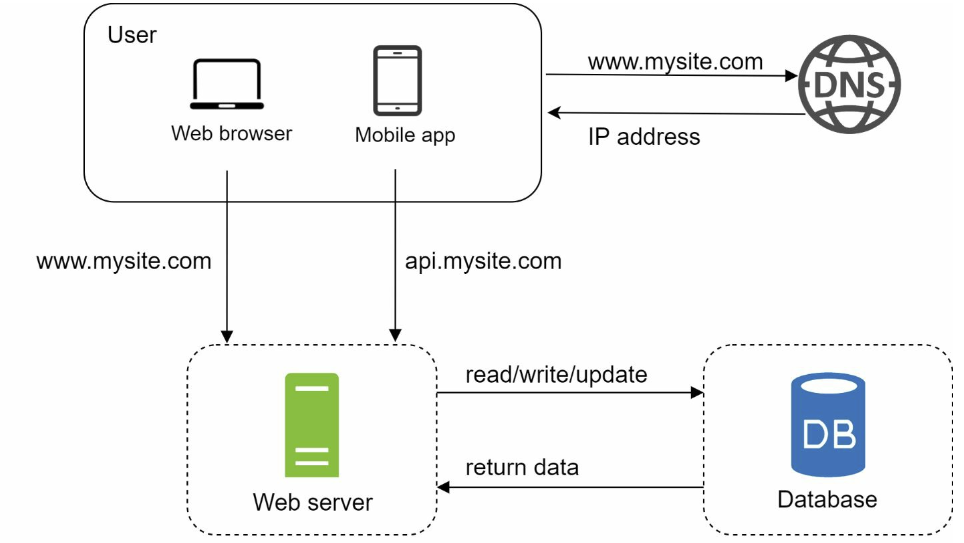 User
Web browser
Mobile app
www.mysite.com
DNS
IP address
www.mysite.com
api.mysite.com
read/write/update
return data
DB
Web server
Database